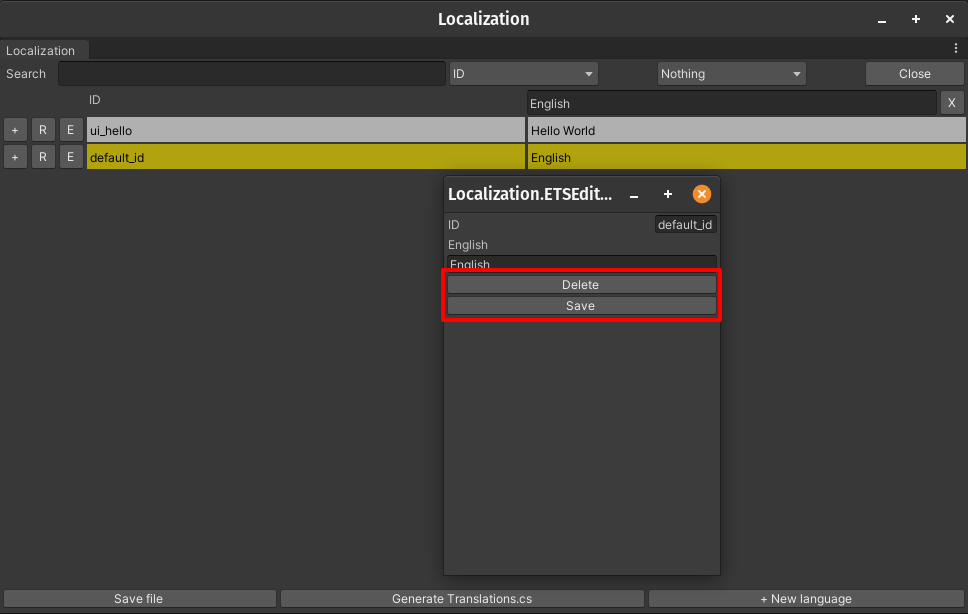 Localization
Localization
Search ID Nothing Close
ID English X
+ R E ui_hello Hello World
+ R E default_id English
Localization.ETSEdit...
ID default_id
English
English
Delete
Save
Save file Generate Translations.cs + New language